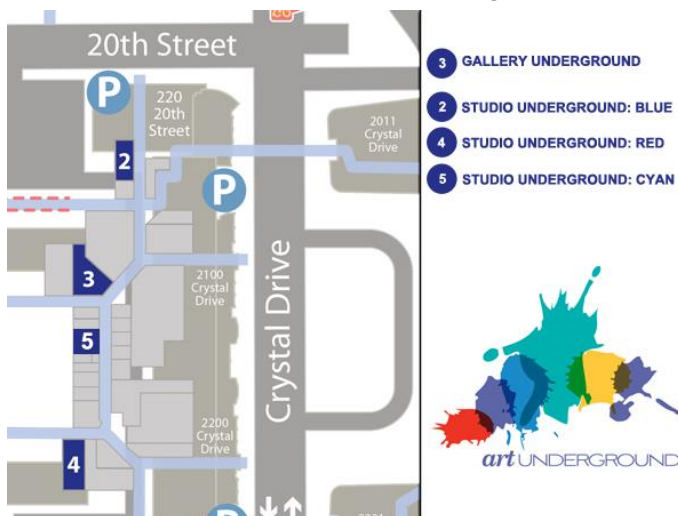 20th Street
P
220
20th
Street
2011
Crystal
Drive
2
P
3
2100
Crystal
Drive
Crystal Drive
5
2200
Crystal
Drive
4
P
3 GALLERY UNDERGROUND
2 STUDIO UNDERGROUND: BLUE
4 STUDIO UNDERGROUND: RED
5 STUDIO UNDERGROUND: CYAN
art UNDERGROUND